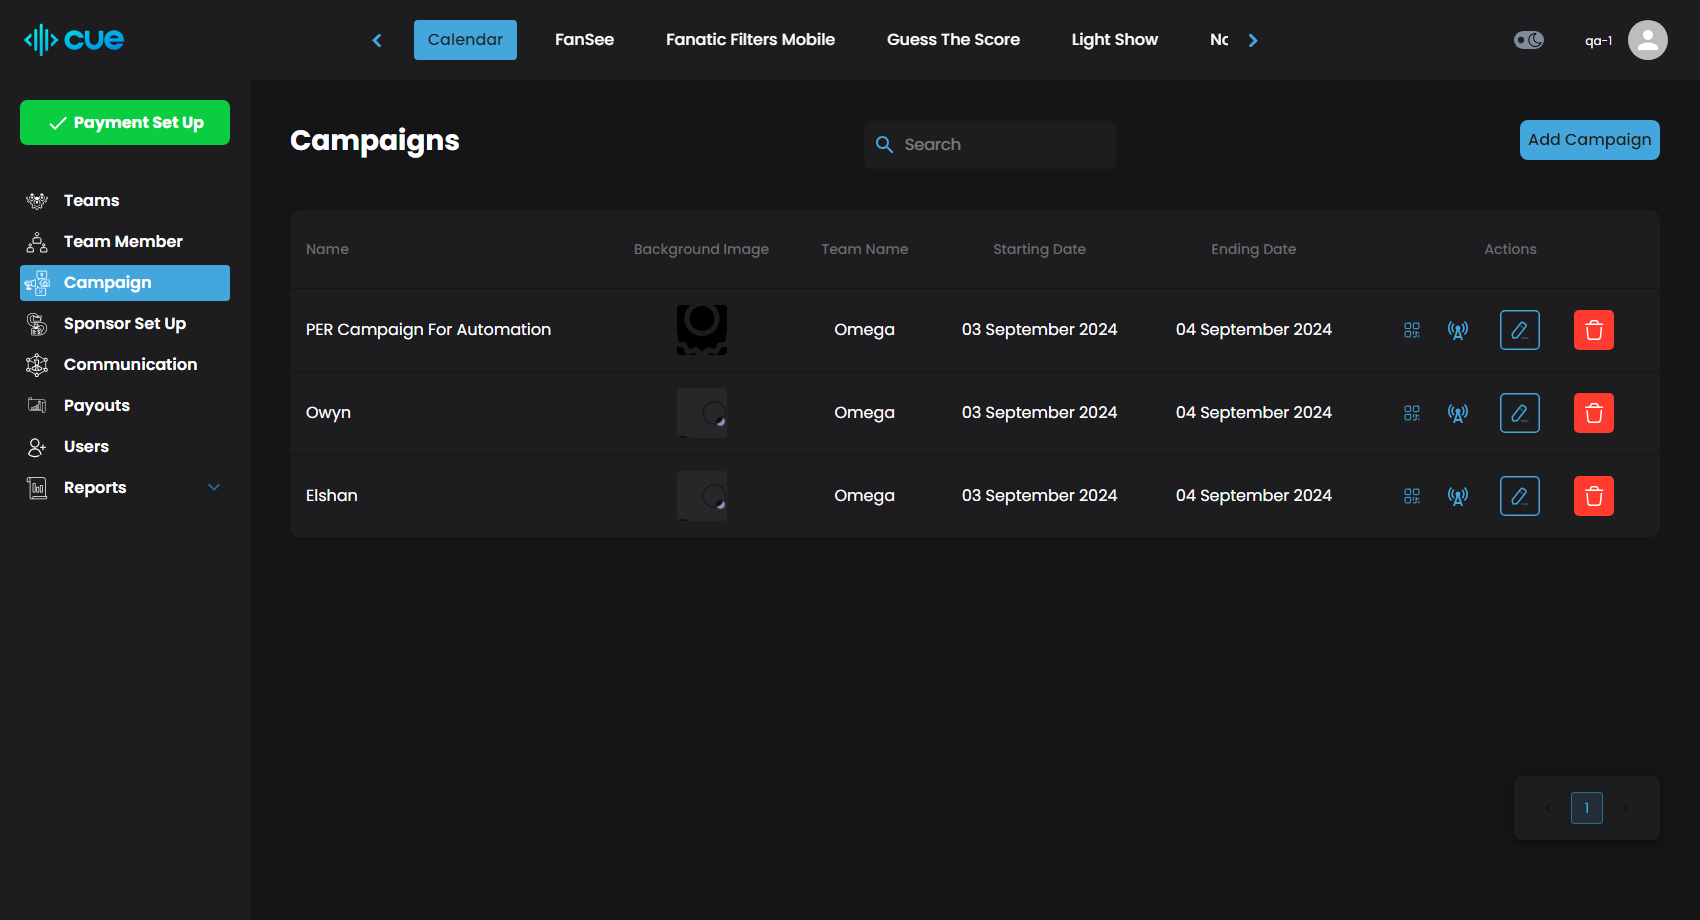 cue
Calendar FanSee Fanatic Filters Mobile Guess The Score Light Show
qa-1
Payment Set Up
Teams
Team Member
Campaign
Sponsor Set Up
Communication
Payouts
Users
Reports
Campaigns
Search
Add Campaign
Name Background Image Team Name Starting Date Ending Date Actions
PER Campaign For Automation Omega 03 September 2024 04 September 2024
Owyn Omega 03 September 2024 04 September 2024
Elshan Omega 03 September 2024 04 September 2024
1